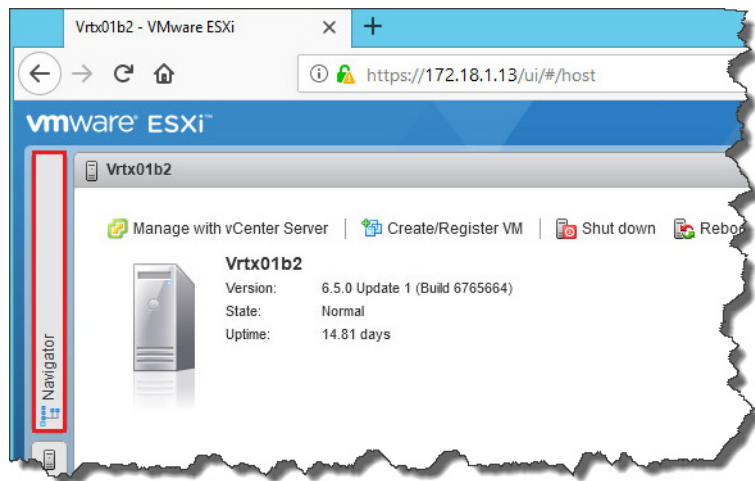 Vrtx01b2 - VMware ESXi
https://172.18.1.13/ui/#/host
vmware® ESXi™
Vrtx01b2
Manage with vCenter Server | Create/Register VM | Shut down
Vrtx01b2
Version: 6.5.0 Update 1 (Build 6765664)
State: Normal
Uptime: 14.81 days
Navigator